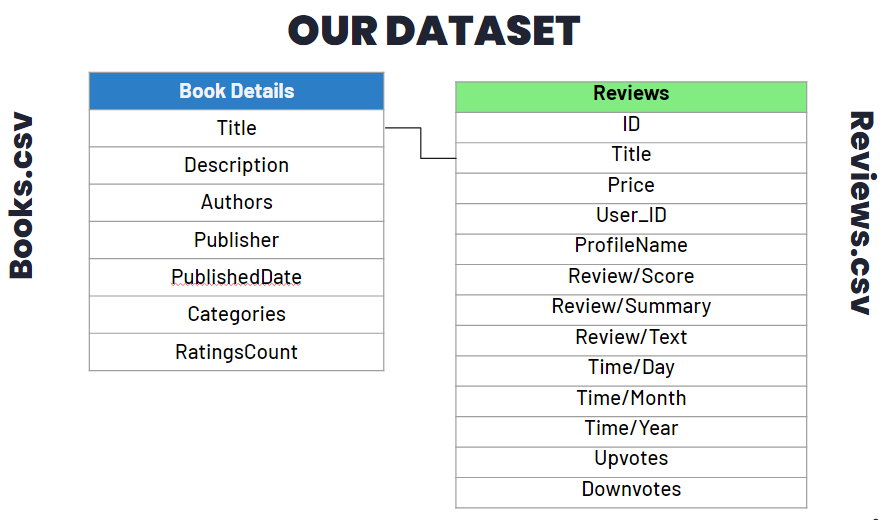 OUR DATASET
Books.csv
Book Details
Title
Description
Authors
Publisher
PublishedDate
Categories
RatingsCount
Reviews
ID
Title
Price
User_ID
ProfileName
Review/Score
Review/Summary
Review/Text
Time/Day
Time/Month
Time/Year
Upvotes
Downvotes
Reviews.csv